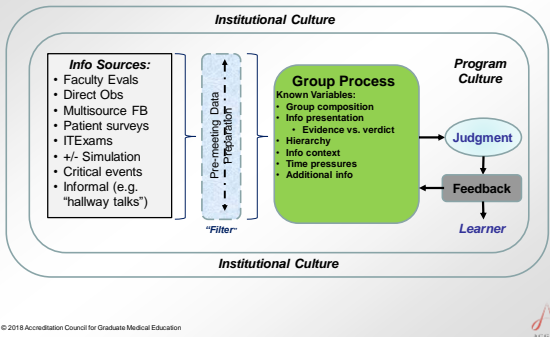 Institutional Culture
Info Sources:
• Faculty Evals
• Direct Obs
• Multisource FB
• Patient surveys
• ITExams
• +/- Simulation
• Critical events
• Informal (e.g.
“hallway talks”)
Pre-meeting Data
Preparation
“Filter”
Group Process
Known Variables:
• Group composition
• Info presentation
• Evidence vs. verdict
• Hierarchy
• Info context
• Time pressures
• Additional info
Program
Culture
Judgment
Feedback
Learner
Institutional Culture
© 2018 Accreditation Council for Graduate Medical Education